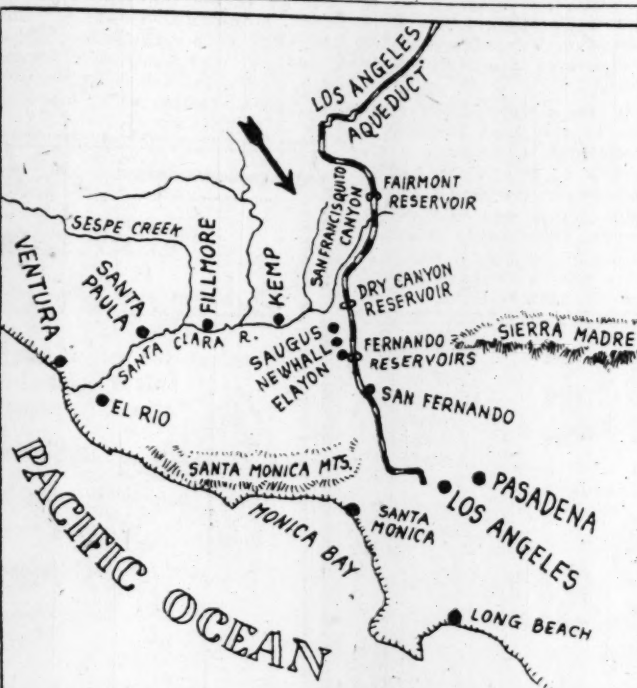 LOS ANGELES
AQUEDUCT
SAN FRANCISQUITO
CANYON
FAIRMONT
RESERVOIR
SESPE CREEK
FILLMORE
KEMP
VENTURA
SANTA
PAULA
DRY CANYON
RESERVOIR
SANTA CLARA R.
SAUGUS
NEWHALL
ELAYON
FERNANDO
RESERVOIRS
SIERRA MADRE
EL RIO
SAN FERNANDO
SANTA MONICA MTS.
PASADENA
LOS ANGELES
MONICA BAY
SANTA
MONICA
PACIFIC OCEAN
LONG BEACH